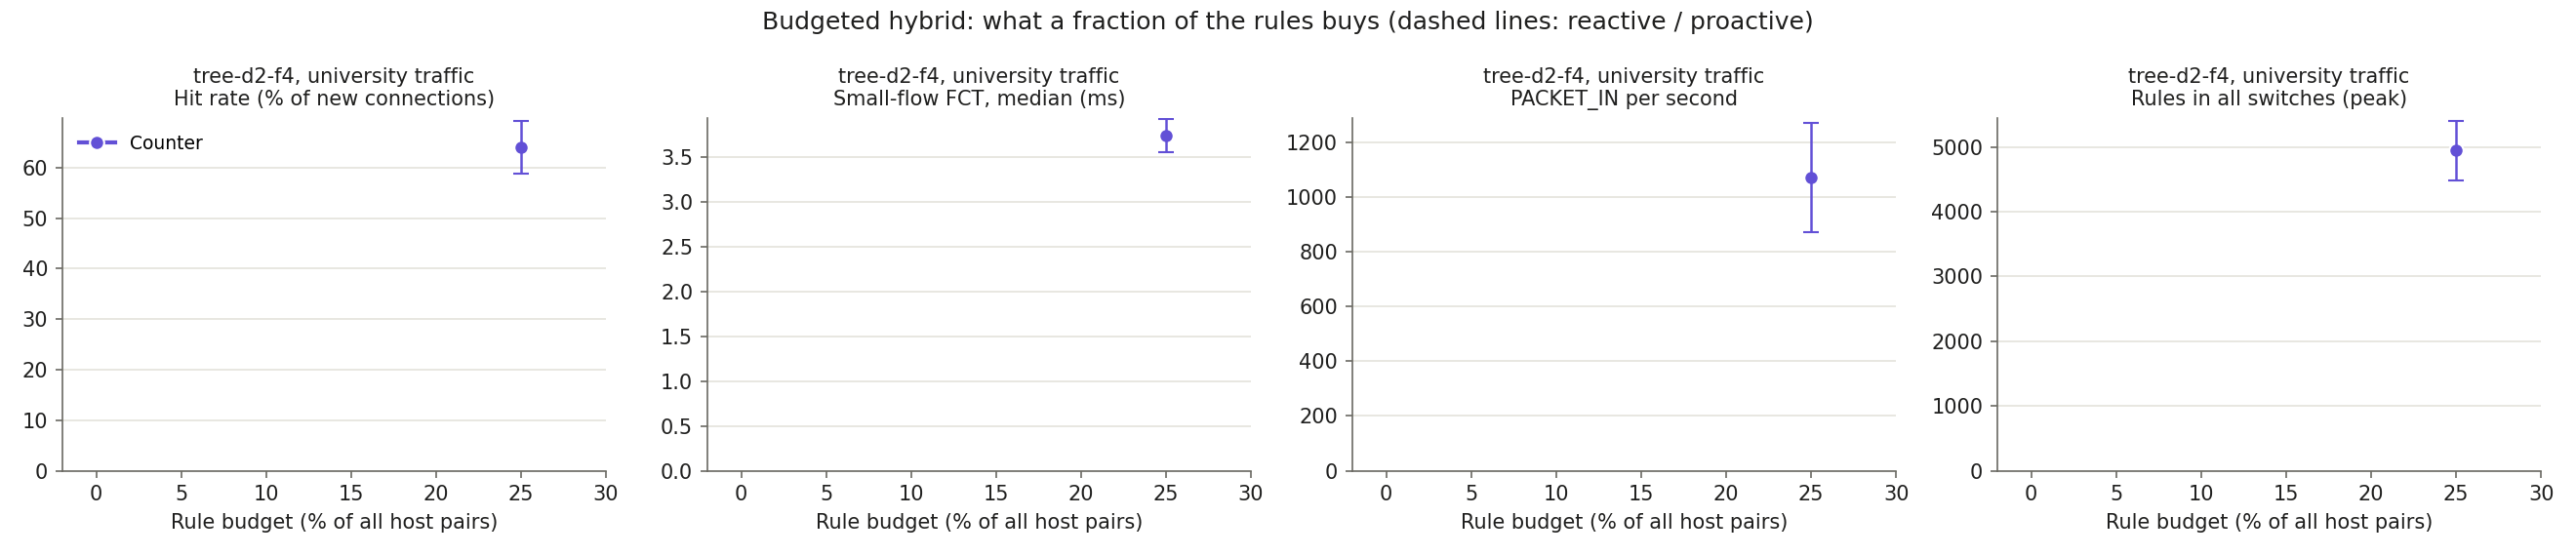 Budgeted hybrid: what a fraction of the rules buys (dashed lines: reactive / proactive)
tree-d2-f4, university traffic
Hit rate (% of new connections)
Counter
60
50
40
30
20
10
0
0 5 10 15 20 25 30
Rule budget (% of all host pairs)
tree-d2-f4, university traffic
Small-flow FCT, median (ms)
3.5
3.0
2.5
2.0
1.5
1.0
0.5
0.0
0 5 10 15 20 25 30
Rule budget (% of all host pairs)
tree-d2-f4, university traffic
PACKET_IN per second
1200
1000
800
600
400
200
0
0 5 10 15 20 25 30
Rule budget (% of all host pairs)
tree-d2-f4, university traffic
Rules in all switches (peak)
5000
4000
3000
2000
1000
0
0 5 10 15 20 25 30
Rule budget (% of all host pairs)